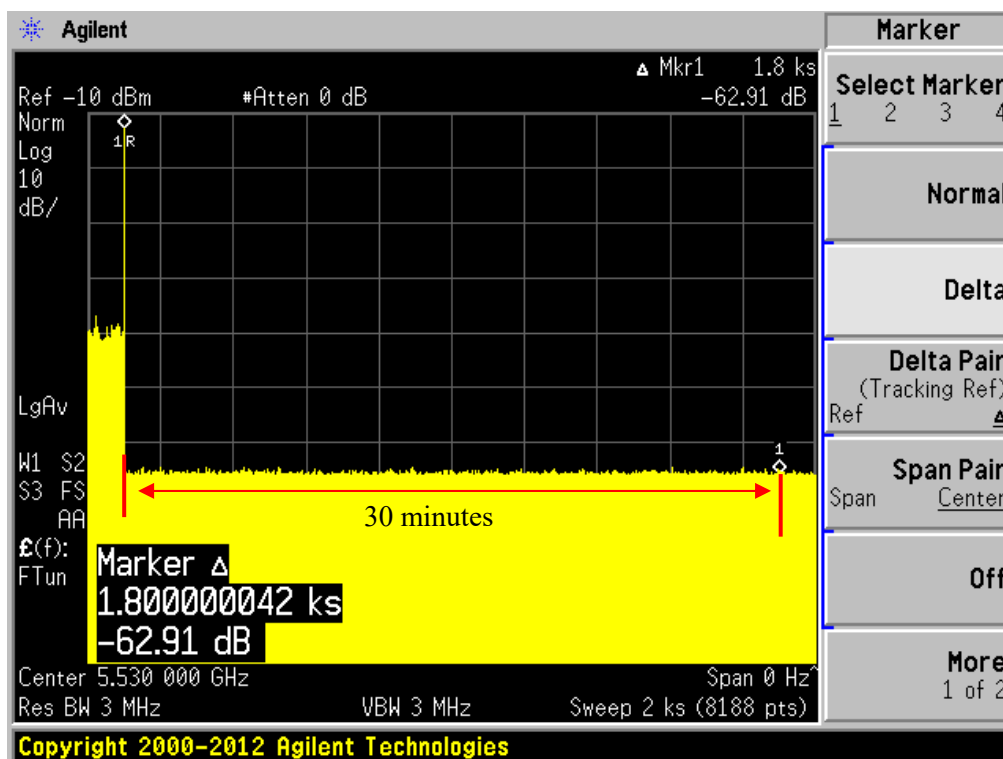 Agilent
Marker
Δ Mkr1 1.8 ks
Ref -10 dBm #Atten 0 dB -62.91 dB
Norm
Log
10
dB/
1R
LgAv
W1 S2
S3 FS
AA
£(f):
FTun
1
30 minutes
Marker Δ
1.800000042 ks
-62.91 dB
Center 5.530 000 GHz Span 0 Hz^
Res BW 3 MHz VBW 3 MHz Sweep 2 ks (8188 pts)
Copyright 2000-2012 Agilent Technologies
Select Marker
1 2 3 4
Normal
Delta
Delta Pair
(Tracking Ref)
Ref Δ
Span Pair
Span Center
Off
More
1 of 2